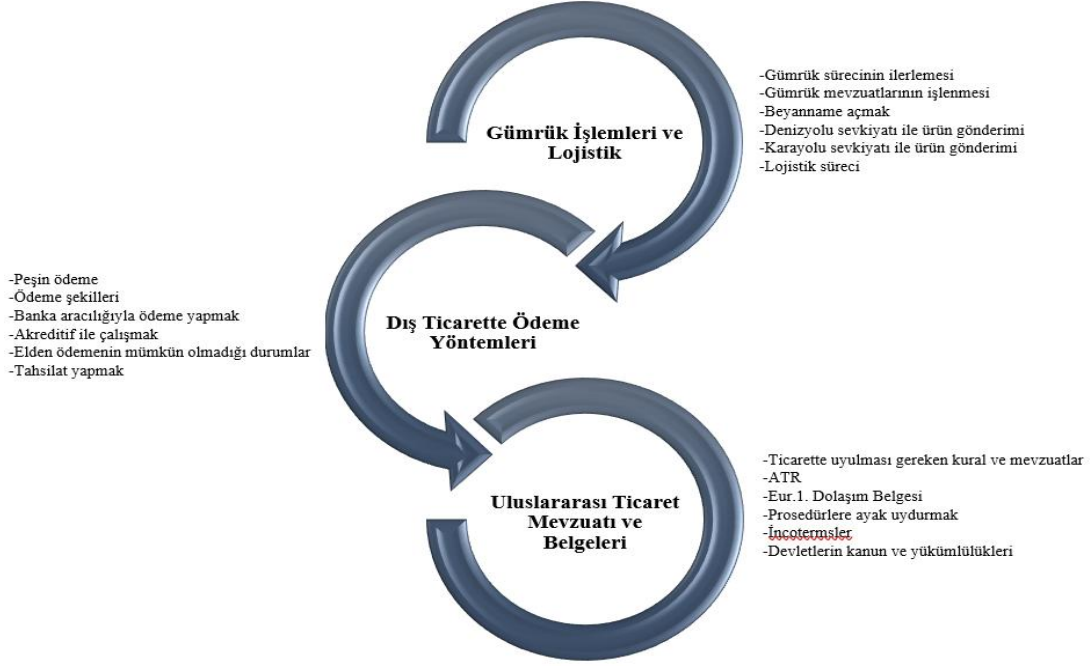 Gümrük İşlemleri ve
Lojistik
-Gümrük sürecinin ilerlemesi
-Gümrük mevzuatlarının işlenmesi
-Beyanname açmak
-Denizyolu sevkiyatı ile ürün gönderimi
-Karayolu sevkiyatı ile ürün gönderimi
-Lojistik süreci
Dış Ticarette Ödeme
Yöntemleri
-Peşin ödeme
-Ödeme şekilleri
-Banka aracılığıyla ödeme yapmak
-Akreditif ile çalışmak
-Elden ödemenin mümkün olmadığı durumlar
-Tahsilat yapmak
Uluslararası Ticaret
Mevzuatı ve
Belgeleri
-Ticarette uyulması gereken kural ve mevzuatlar
-ATR
-Eur.1. Dolaşım Belgesi
-Prosedürlere ayak uydurmak
-İncotermsler
-Devletlerin kanun ve yükümlülükleri